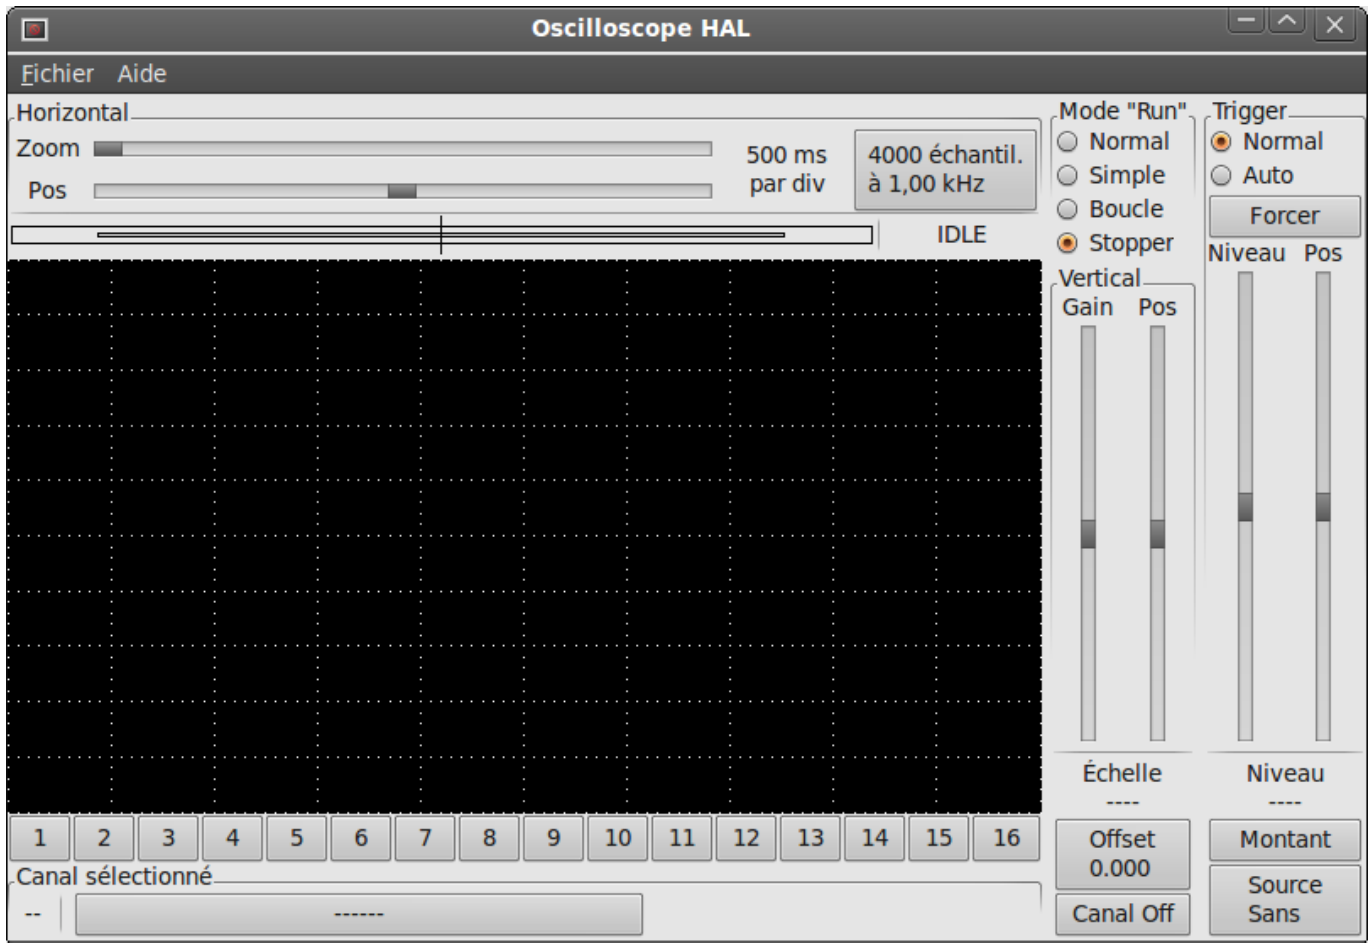 Oscilloscope HAL
Fichier Aide
Horizontal
Zoom
Pos
500 ms
par div
4000 échantil.
à 1,00 kHz
IDLE
Mode "Run"
Normal
Simple
Boucle
Stopper
Trigger
Normal
Auto
Forcer
Niveau Pos
Vertical
Gain Pos
Échelle
----
Offset
0.000
Canal Off
Niveau
----
Montant
Source
Sans
1 2 3 4 5 6 7 8 9 10 11 12 13 14 15 16
Canal sélectionné
-- ------